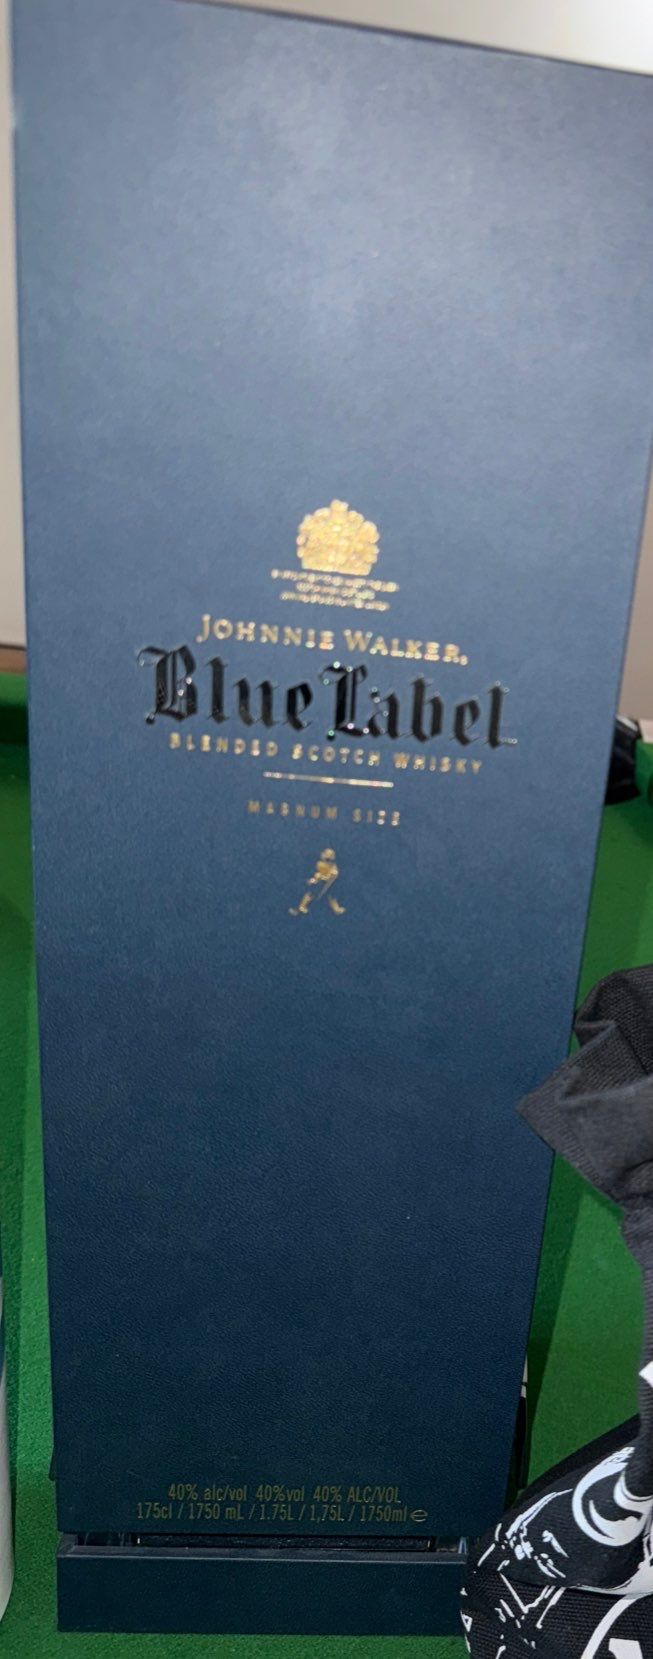 JOHNNIE WALKER.
Blue Label
BLENDED SCOTCH WHISKY
MAGNUM SIZE
40% alc/vol 40%vol 40% ALC/VOL
175cl / 1750 mL / 1.75L / 1,75L / 1750ml e